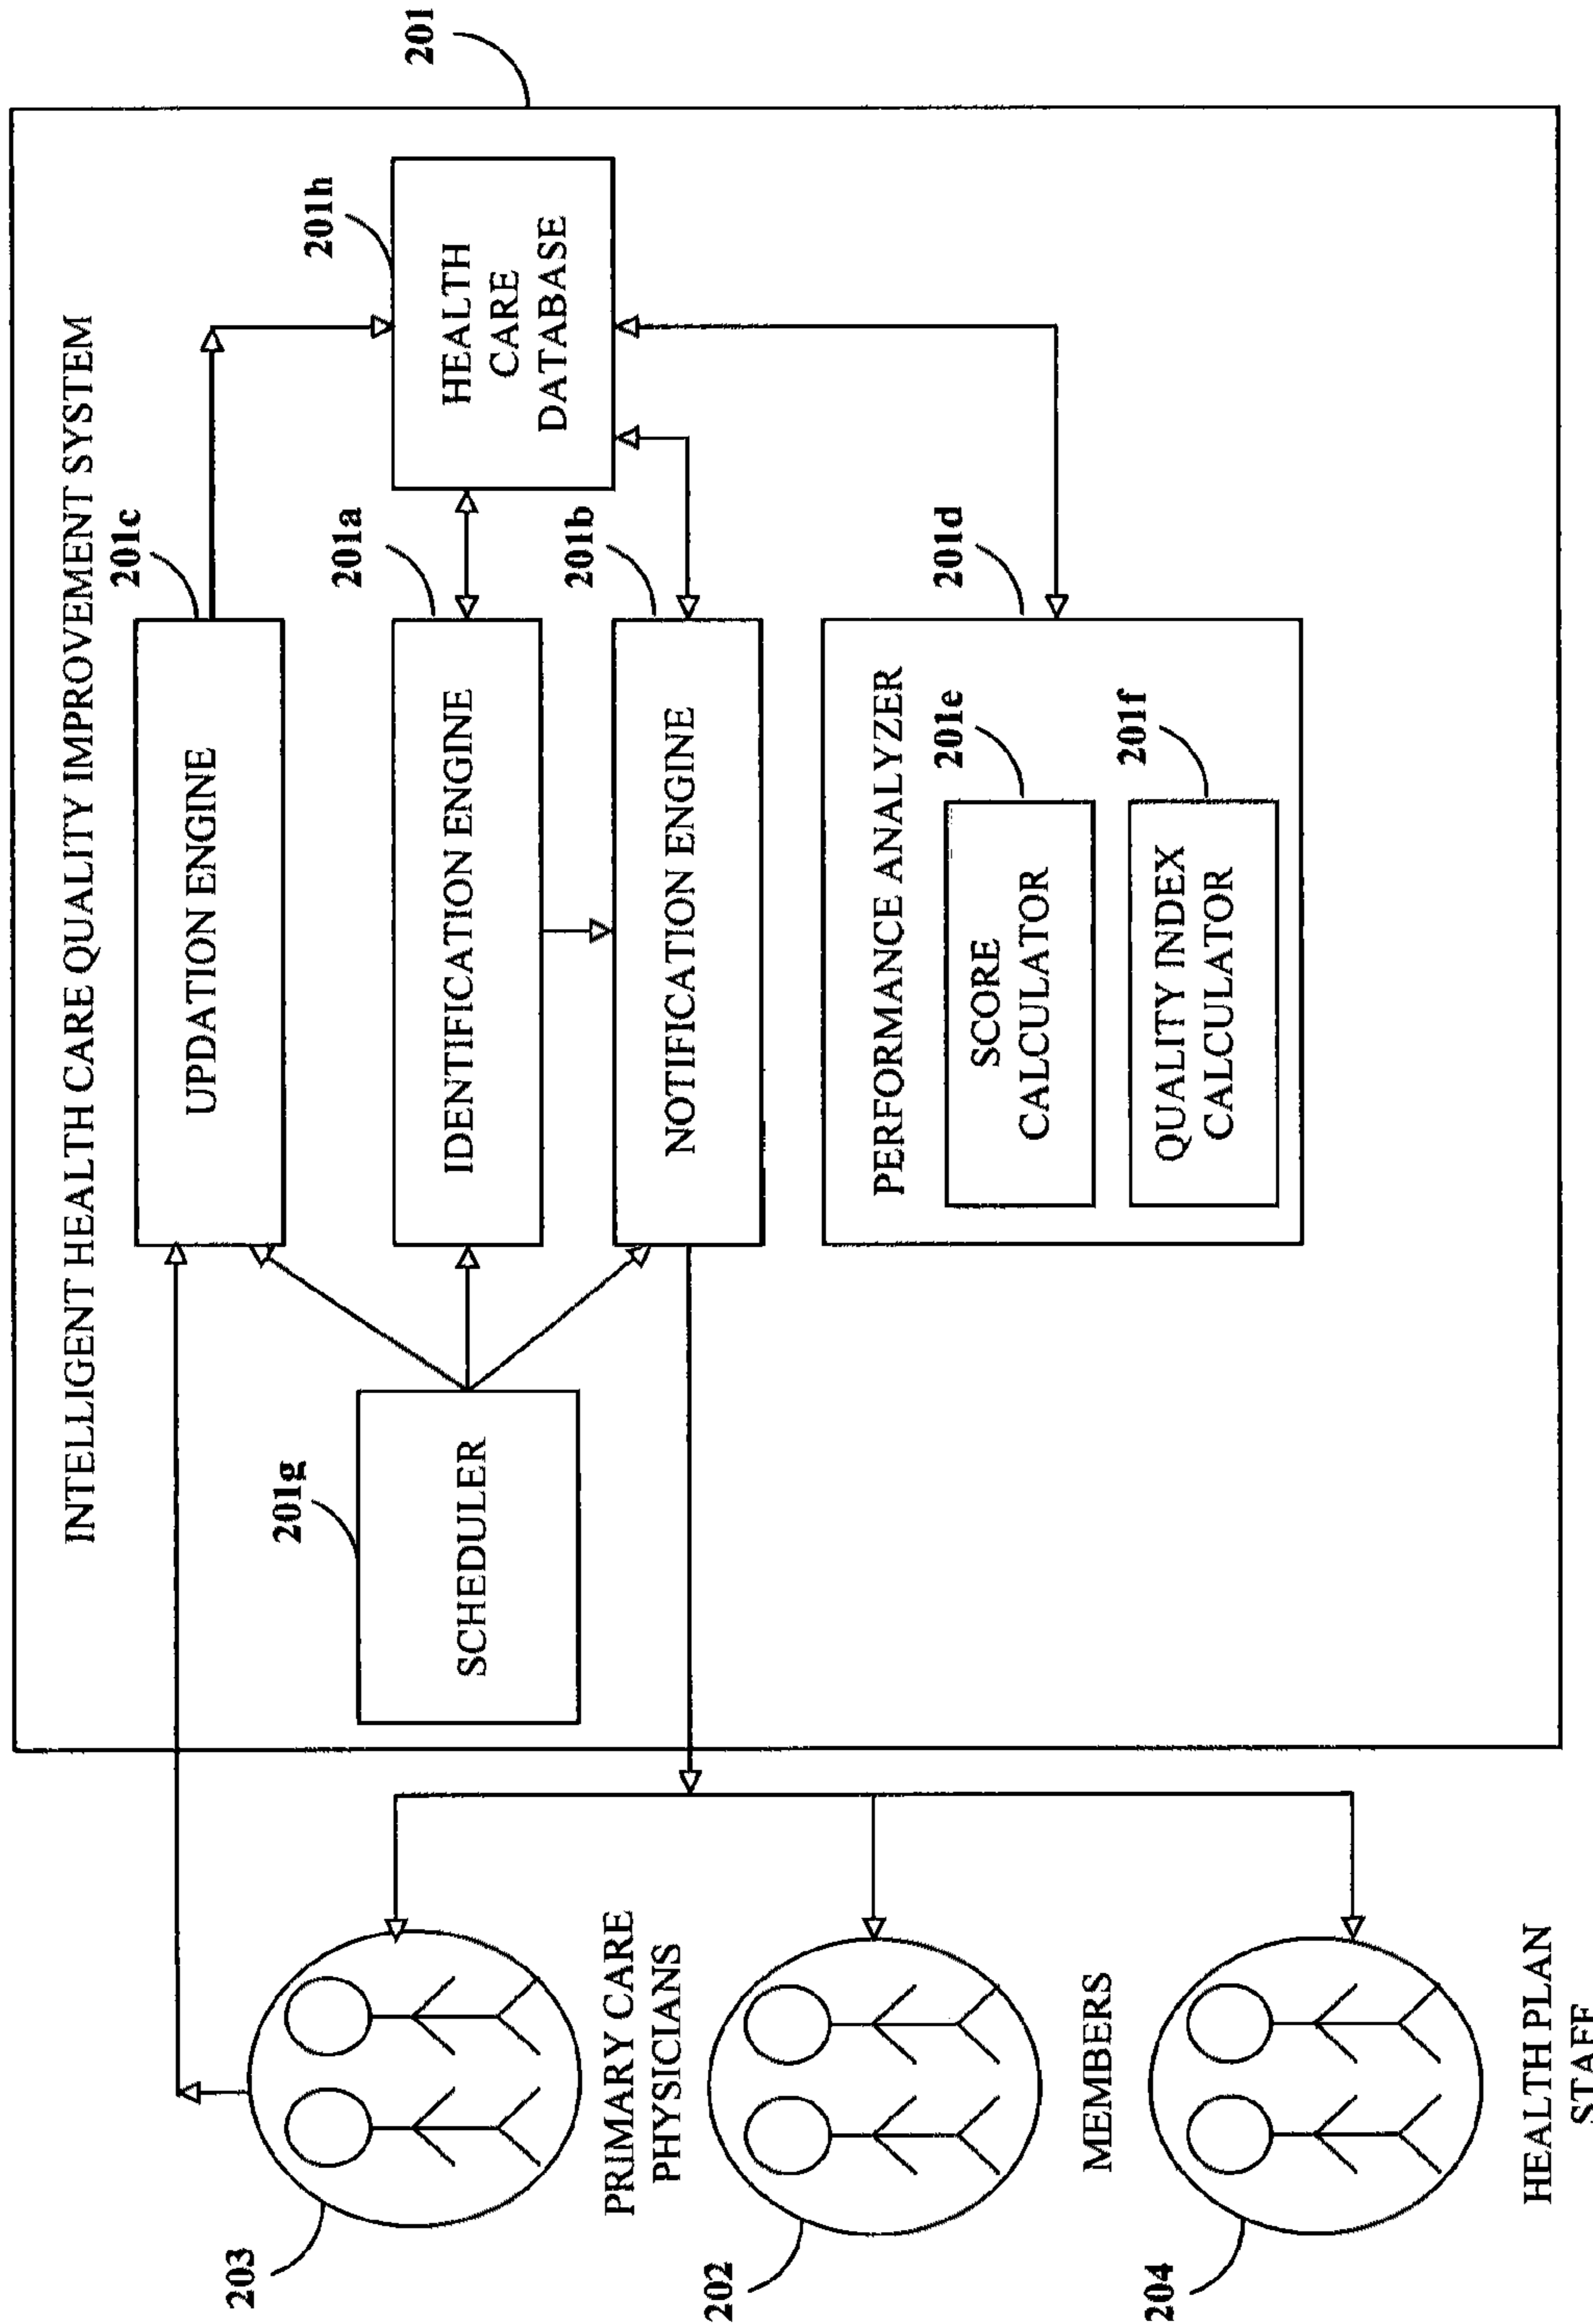 INTELLIGENT HEALTH CARE QUALITY IMPROVEMENT SYSTEM
201
203
PRIMARY CARE
PHYSICIANS
202
MEMBERS
204
HEALTH PLAN
STAFF
201g
SCHEDULER
201c
UPDATION ENGINE
201a
IDENTIFICATION ENGINE
201b
NOTIFICATION ENGINE
201d
PERFORMANCE ANALYZER
201e
SCORE
CALCULATOR
201f
QUALITY INDEX
CALCULATOR
201h
HEALTH
CARE
DATABASE